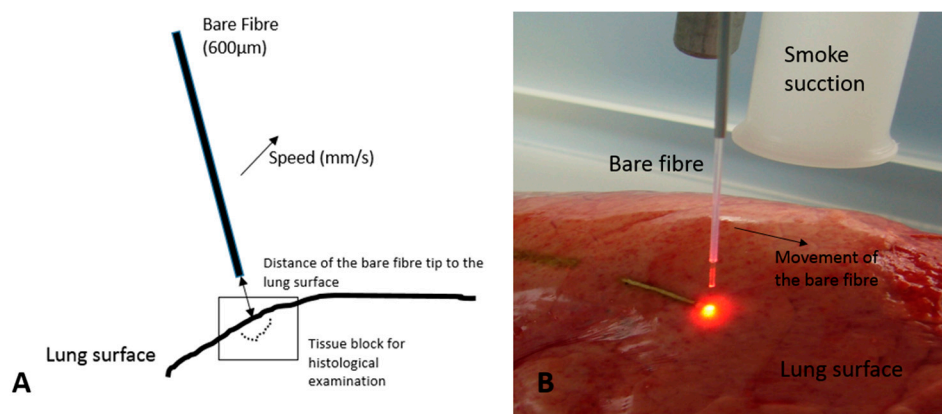 Bare Fibre
(600µm)
Speed (mm/s)
Distance of the bare fibre tip to the
lung surface
Lung surface
Tissue block for
histological
examination
A
Smoke
sucction
Bare fibre
Movement of
the bare fibre
Lung surface
B